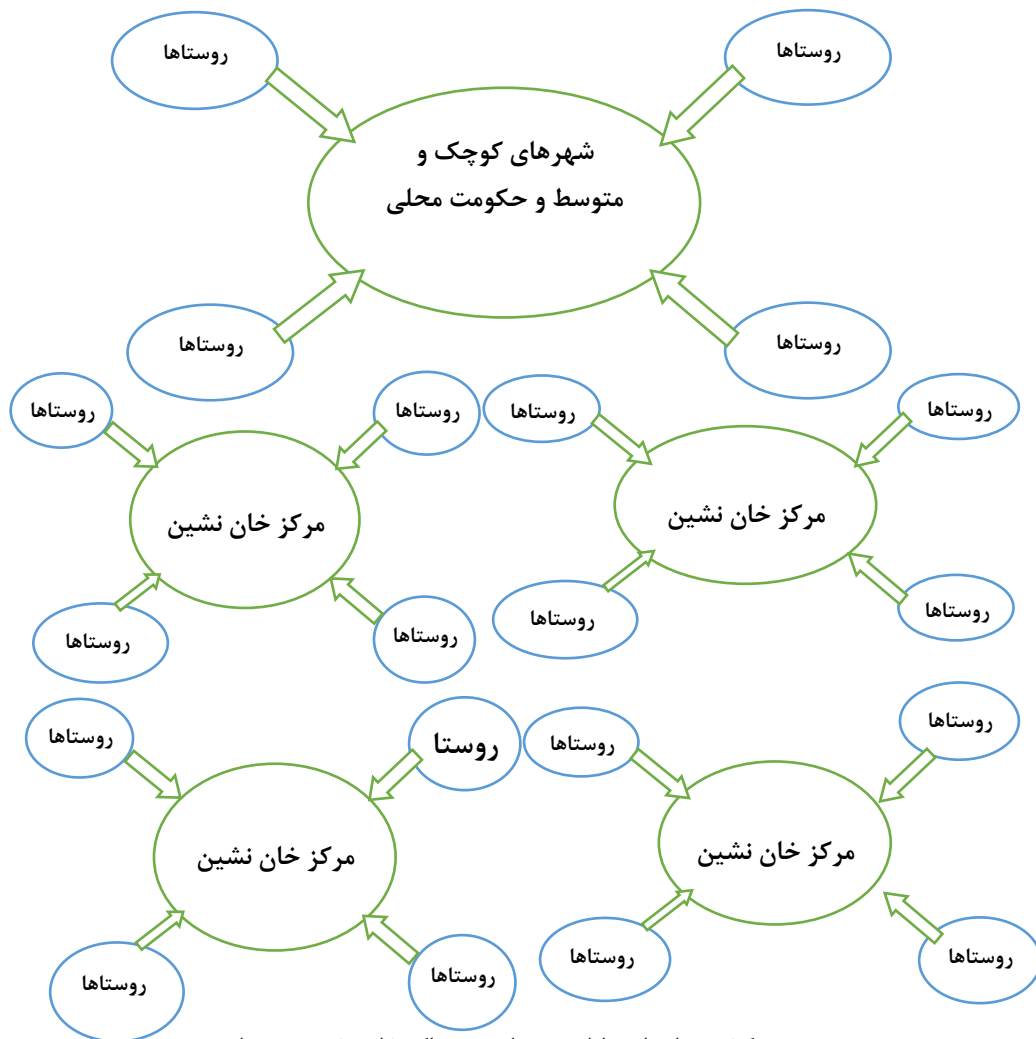 روستاها
روستاها
شهرهای کوچک و
متوسط و حکومت محلی
روستاها
روستاها
روستاها
روستاها
روستاها
روستاها
مرکز خان نشین
مرکز خان نشین
روستاها
روستاها
روستاها
روستاها
روستاها
روستاها
روستا
روستاها
مرکز خان نشین
مرکز خان نشین
روستاها
روستاها
روستاها
روستاها